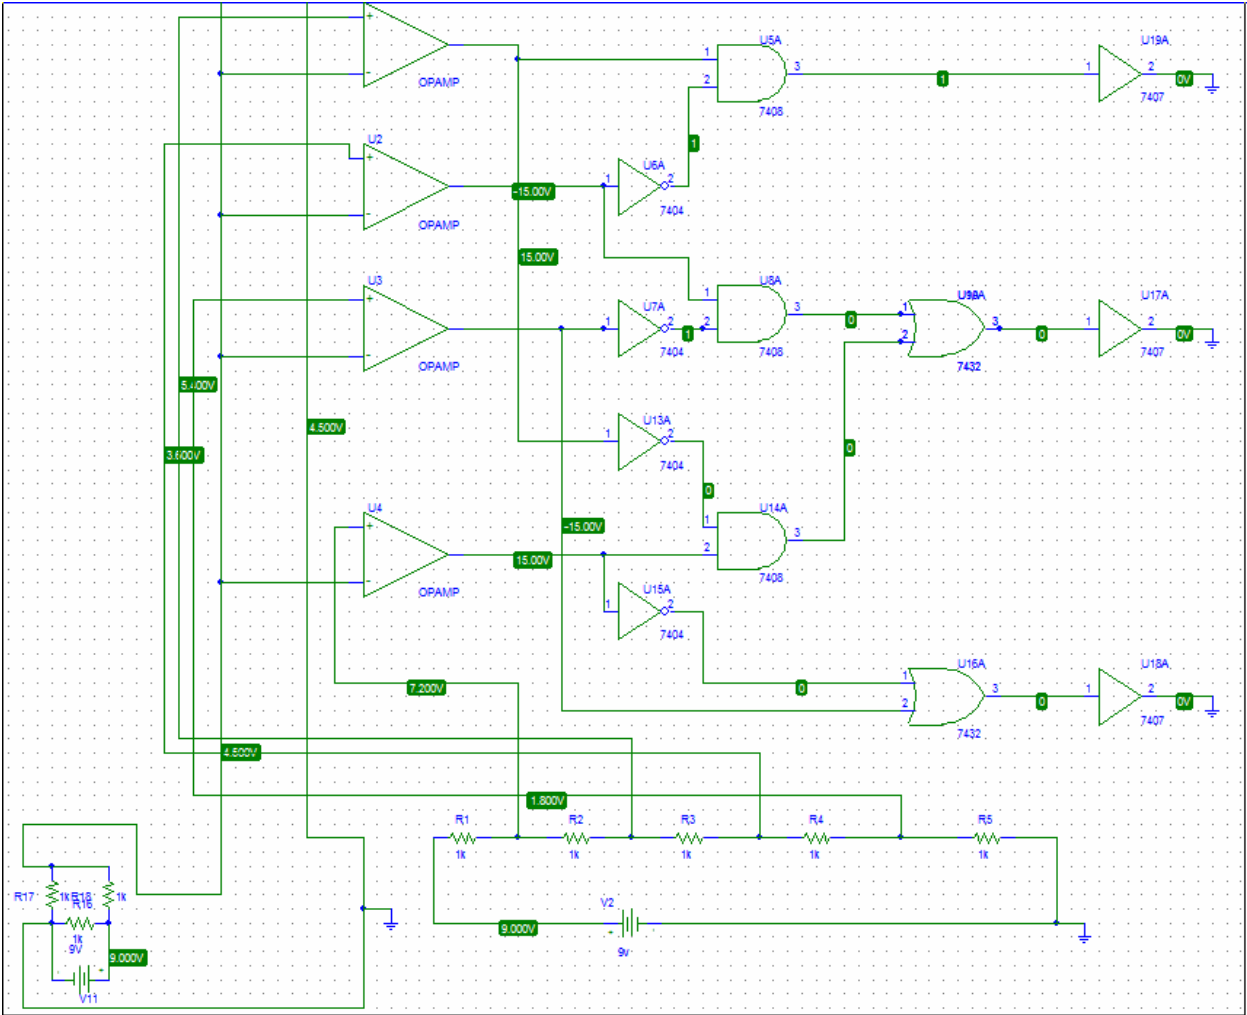 +
-
OPAMP
U5A
1
2
3
7408
1
U19A
1
2
7407
0V
U2
+
-
OPAMP
-15.00V
15.00V
1
U6A
1
2
7404
U3
+
-
OPAMP
U7A
1
2
7404
1
U8A
1
2
3
7408
0
1
2
3
7432
0
U17A
1
2
7407
0V
5.400V
3.600V
4.500V
U13A
1
2
7404
0
0
U4
+
-
OPAMP
-15.00V
15.00V
U14A
1
2
3
7408
U15A
1
2
7404
7.200V
0
U16A
1
2
3
7432
0
U18A
1
2
7407
0V
4.500V
1.800V
R1
1k
R2
1k
R3
1k
R4
1k
R5
1k
V2
+
9v
9.000V
R17
1k
R16
1k
1k
9V
9.000V
+
V11